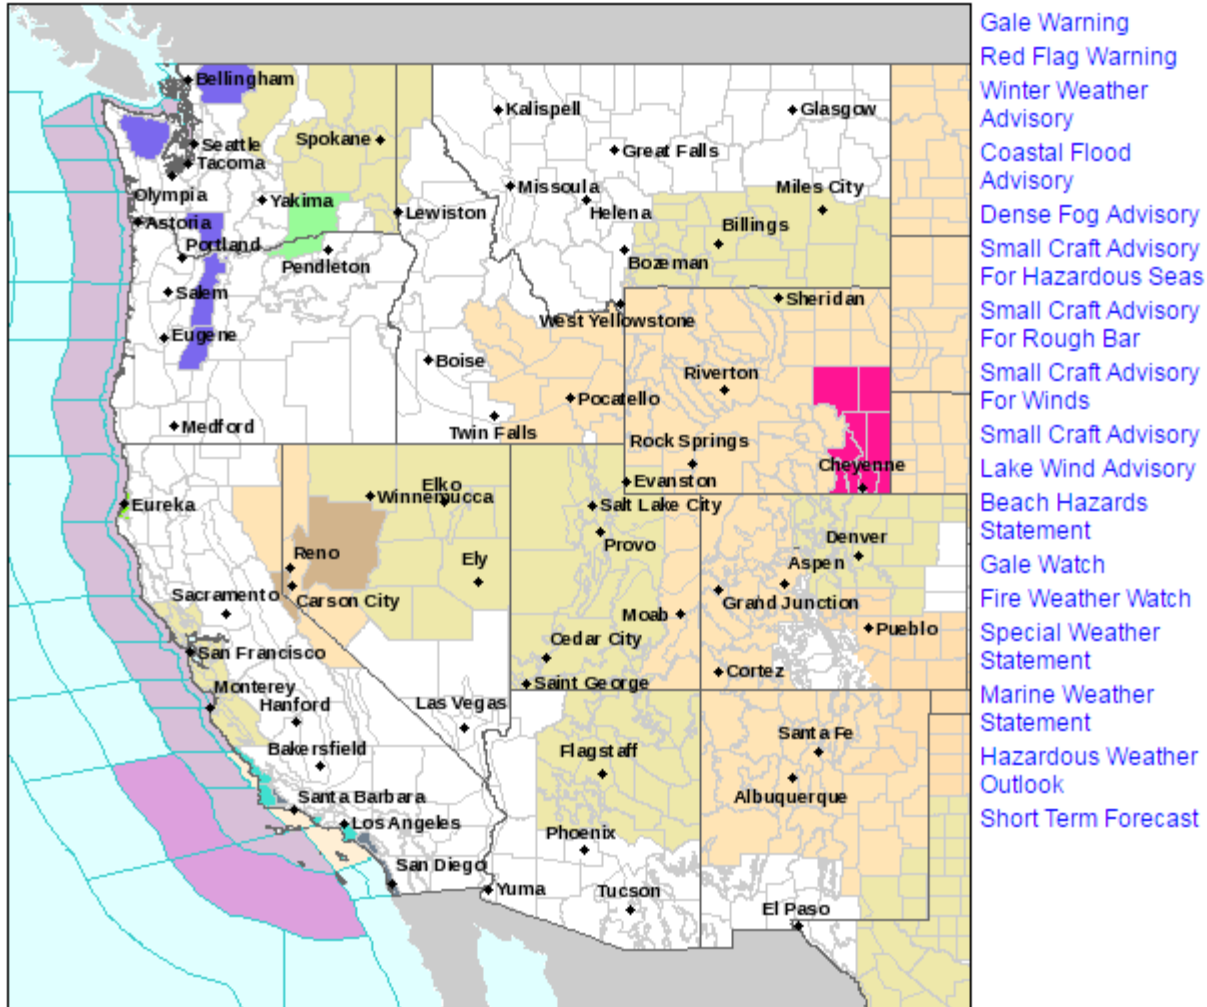 Gale Warning
Red Flag Warning
Winter Weather
Advisory
Coastal Flood
Advisory
Dense Fog Advisory
Small Craft Advisory
For Hazardous Seas
Small Craft Advisory
For Rough Bar
Small Craft Advisory
For Winds
Small Craft Advisory
Lake Wind Advisory
Beach Hazards
Statement
Gale Watch
Fire Weather Watch
Special Weather
Statement
Marine Weather
Statement
Hazardous Weather
Outlook
Short Term Forecast
Bellingham
Kalispell
Glasgow
Seattle
Spokane
Great Falls
Tacoma
Olympia
Missoula
Miles City
Yakima
Helena
Lewiston
Astoria
Billings
Portland
Pendleton
Bozeman
Salem
Sheridan
West Yellowstone
Eugene
Boise
Riverton
Pocatello
Medford
Twin Falls
Rock Springs
Cheyenne
Elko
Evanston
Winnemucca
Eureka
Salt Lake City
Provo
Denver
Reno
Ely
Aspen
Sacramento
Carson City
Grand Junction
Moab
Pueblo
Cedar City
San Francisco
Cortez
Saint George
Monterey
Hanford
Las Vegas
Santa Fe
Bakersfield
Flagstaff
Albuquerque
Santa Barbara
Los Angeles
Phoenix
San Diego
Yuma
Tucson
El Paso